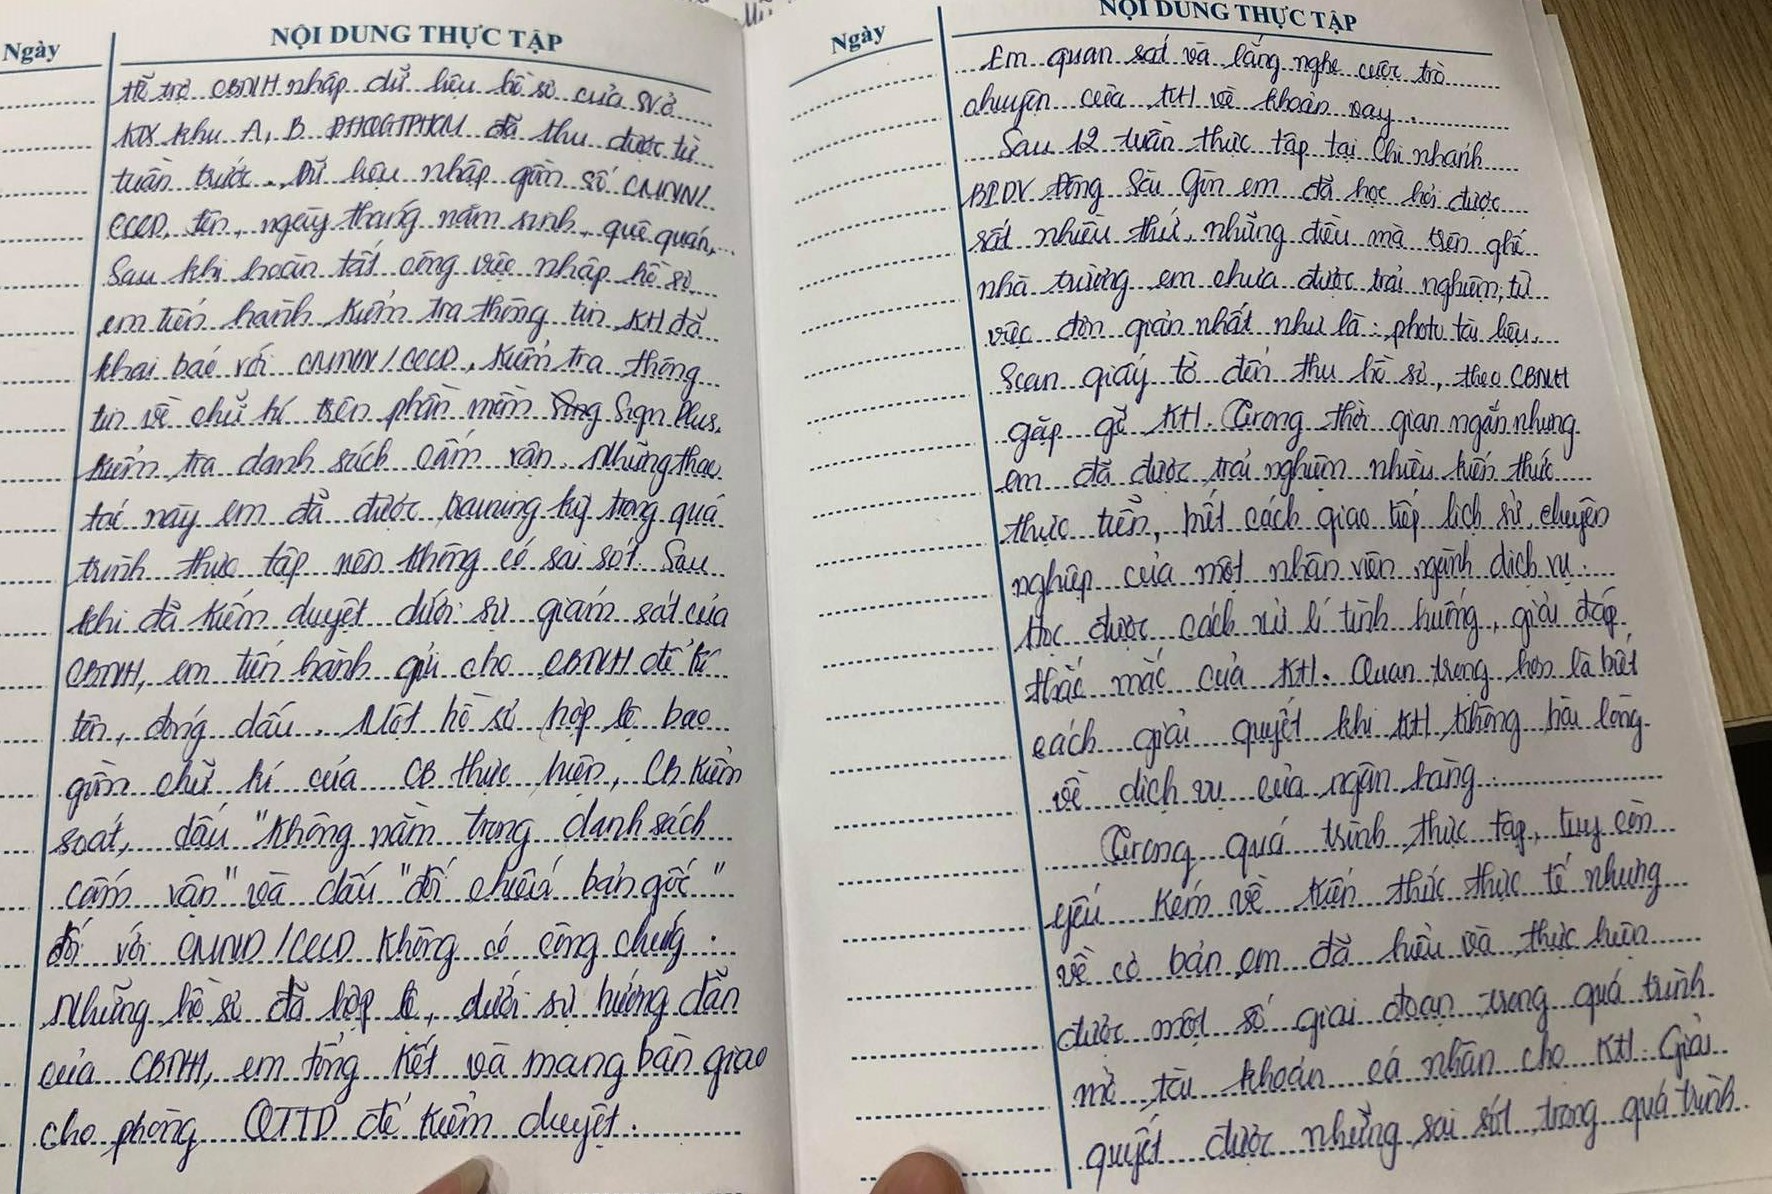 Ngày
NỘI DUNG THỰC TẬP
Hỗ trợ CBNH nhập dữ liệu hồ sơ của SV ở
KTX khu A, B ĐHQGTPHCM đã thu được từ
tuần trước. Dữ liệu nhập gồm số CMNN/
CCCD, tên, ngày tháng năm sinh, quê quán,...
Sau khi hoàn tất công việc nhập hồ sơ
em tiến hành kiểm tra thông tin KH đã
khai báo với CMNN/CCCD, kiểm tra thông
tin về chữ kí trên phần mềm Sign Plus,
kiểm tra danh sách cấm vận. Những thao
tác này em đã được training kỹ trong quá
trình thực tập nên không có sai sót. Sau
khi đã kiểm duyệt dưới sự giám sát của
CBNH, em tiến hành gửi cho CBNH để kí
tên, đóng dấu. Một hồ sơ hợp lệ bao
gồm chữ kí của CB thực hiện, CB kiểm
soát, dấu "không nằm trong danh sách
cấm vận" và dấu "đối chiếu bản gốc"
đối với CMND/CCCD không có công chứng.
Những hồ sơ đã hợp lệ, dưới sự hướng dẫn
của CBNH, em tổng kết và mang bàn giao
cho phòng QTTD để kiểm duyệt.
Ngày
NỘI DUNG THỰC TẬP
Em quan sát và lắng nghe cuộc trò
chuyện của KH về khoản vay.
Sau 12 tuần thực tập tại Chi nhánh
BIDV Đông Sài Gòn em đã học hỏi được
rất nhiều thứ, những điều mà trên ghế
nhà trường em chưa được trải nghiệm, từ
việc đơn giản nhất như là: photo tài liệu,
Scan giấy tờ đến thu hồ sơ, theo CBNH
gặp gỡ KH. Trong thời gian ngắn nhưng
em đã được trải nghiệm nhiều kiến thức
thực tiễn, biết cách giao tiếp lịch sử, chuyên
nghiệp của một nhân viên ngành dịch vụ.
Học được cách xử lí tình huống, giải đáp
thắc mắc của KH. Quan trọng hơn là biết
cách giải quyết khi KH không hài lòng
về dịch vụ của ngân hàng.
Trong quá trình thực tập, tuy còn
yếu kém về kiến thức thực tế nhưng
về cơ bản em đã hiểu và thực hiện
được một số giai đoạn trong quá trình
mở tài khoản cá nhân cho KH. Giải
quyết được những sai sót trong quá trình